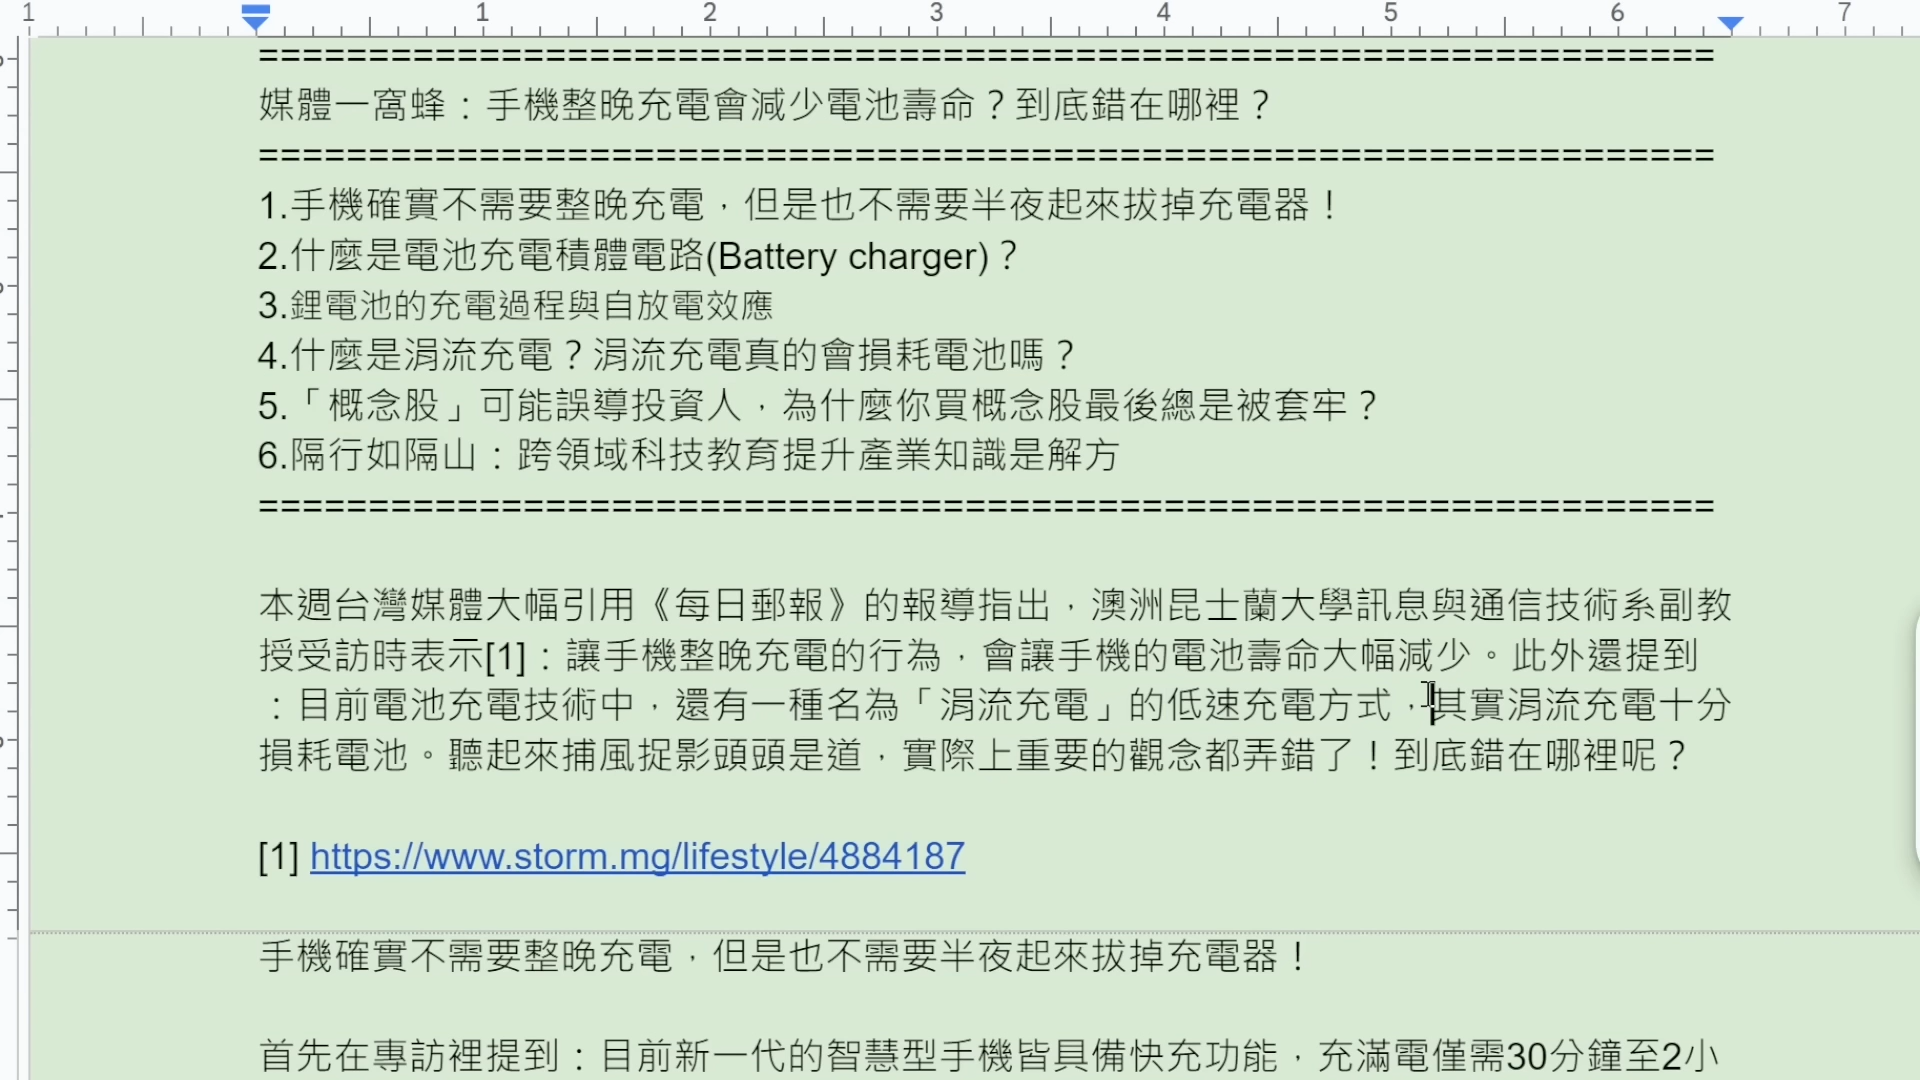 1 1 2 3 4 5 6 7
==============================================================================
媒體一窩蜂：手機整晚充電會減少電池壽命？到底錯在哪裡？
==============================================================================
1.手機確實不需要整晚充電，但是也不需要半夜起來拔掉充電器！
2.什麼是電池充電積體電路(Battery charger)？
3.鋰電池的充電過程與自放電效應
4.什麼是涓流充電？涓流充電真的會損耗電池嗎？
5.「概念股」可能誤導投資人，為什麼你買概念股最後總是被套牢？
6.隔行如隔山：跨領域科技教育提升產業知識是解方
==============================================================================
本週台灣媒體大幅引用《每日郵報》的報導指出，澳洲昆士蘭大學訊息與通信技術系副教
授受訪時表示[1]：讓手機整晚充電的行為，會讓手機的電池壽命大幅減少。此外還提到
：目前電池充電技術中，還有一種名為「涓流充電」的低速充電方式，其實涓流充電十分
損耗電池。聽起來捕風捉影頭頭是道，實際上重要的觀念都弄錯了！到底錯在哪裡呢？
[1] https://www.storm.mg/lifestyle/4884187
手機確實不需要整晚充電，但是也不需要半夜起來拔掉充電器！
首先在專訪裡提到：目前新一代的智慧型手機皆具備快充功能，充滿電僅需30分鐘至2小